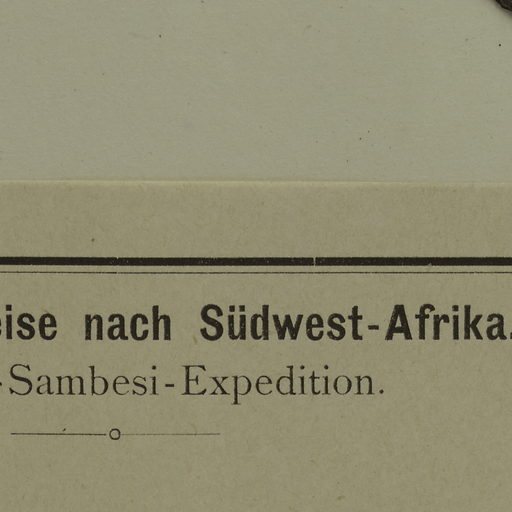 eise nach Südwest-Afrika.
-Sambesi-Expedition.